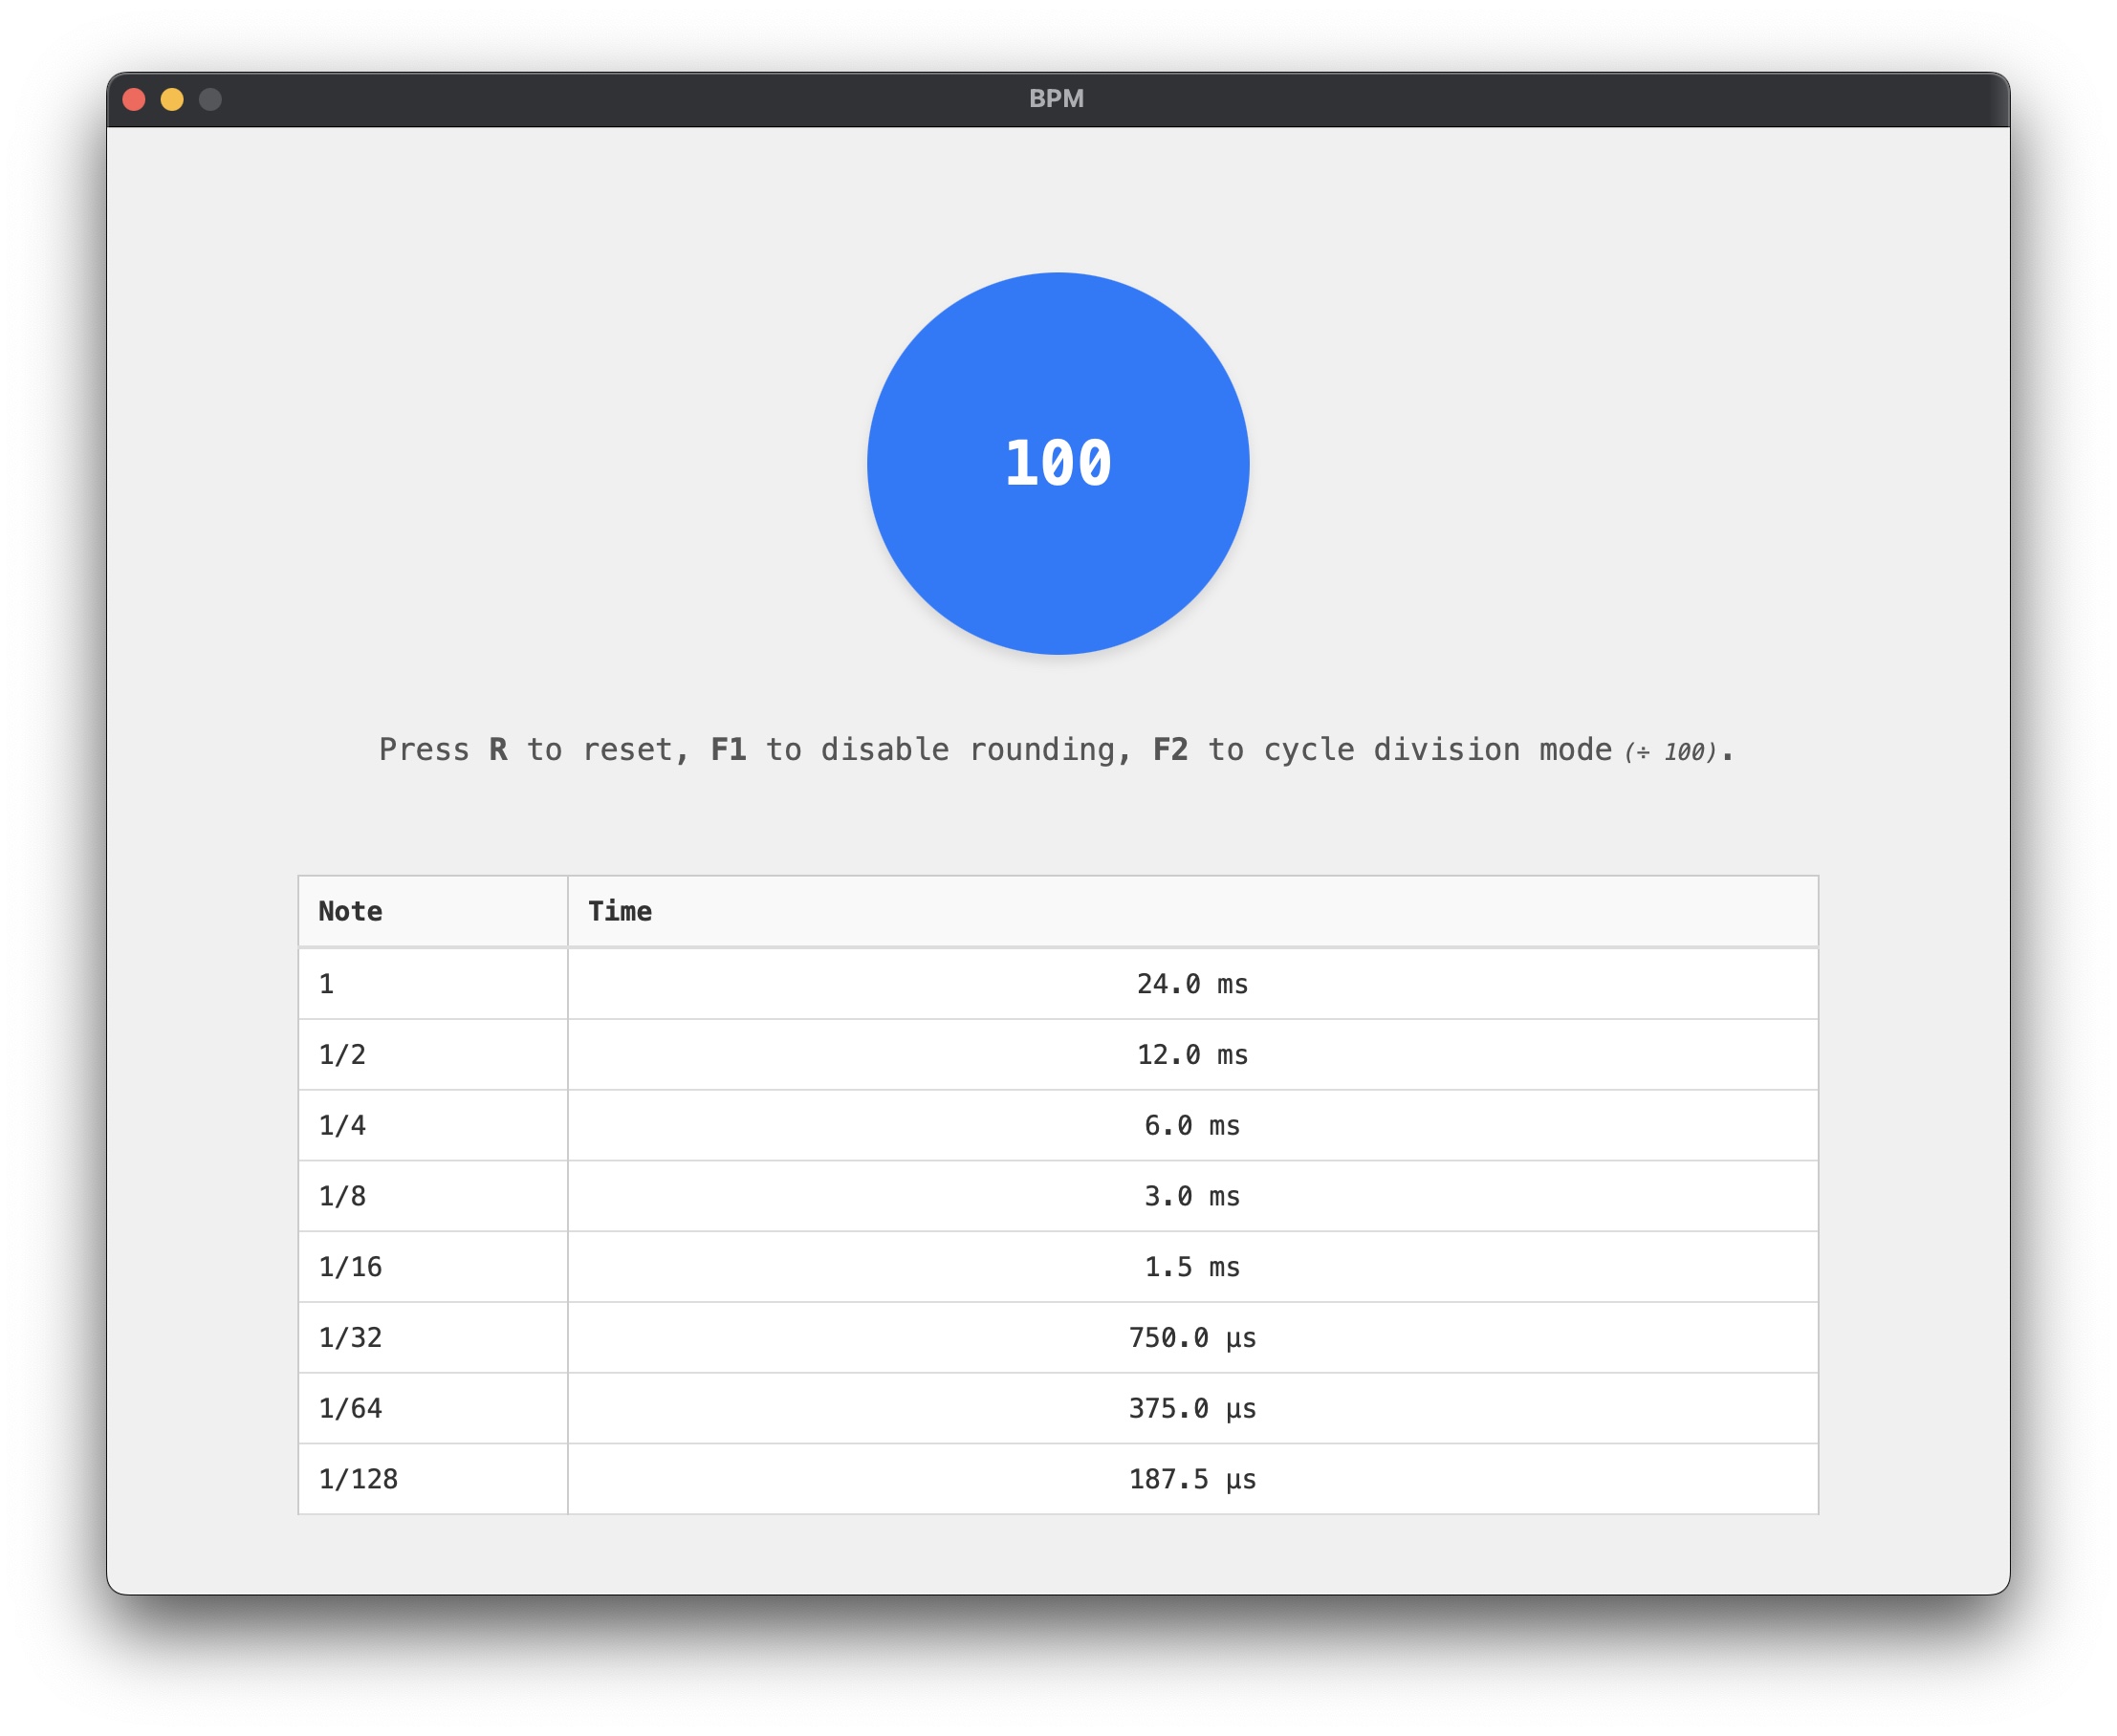 BPM
100
Press R to reset, F1 to disable rounding, F2 to cycle division mode (÷ 100).
Note Time
1 24.0 ms
1/2 12.0 ms
1/4 6.0 ms
1/8 3.0 ms
1/16 1.5 ms
1/32 750.0 µs
1/64 375.0 µs
1/128 187.5 µs